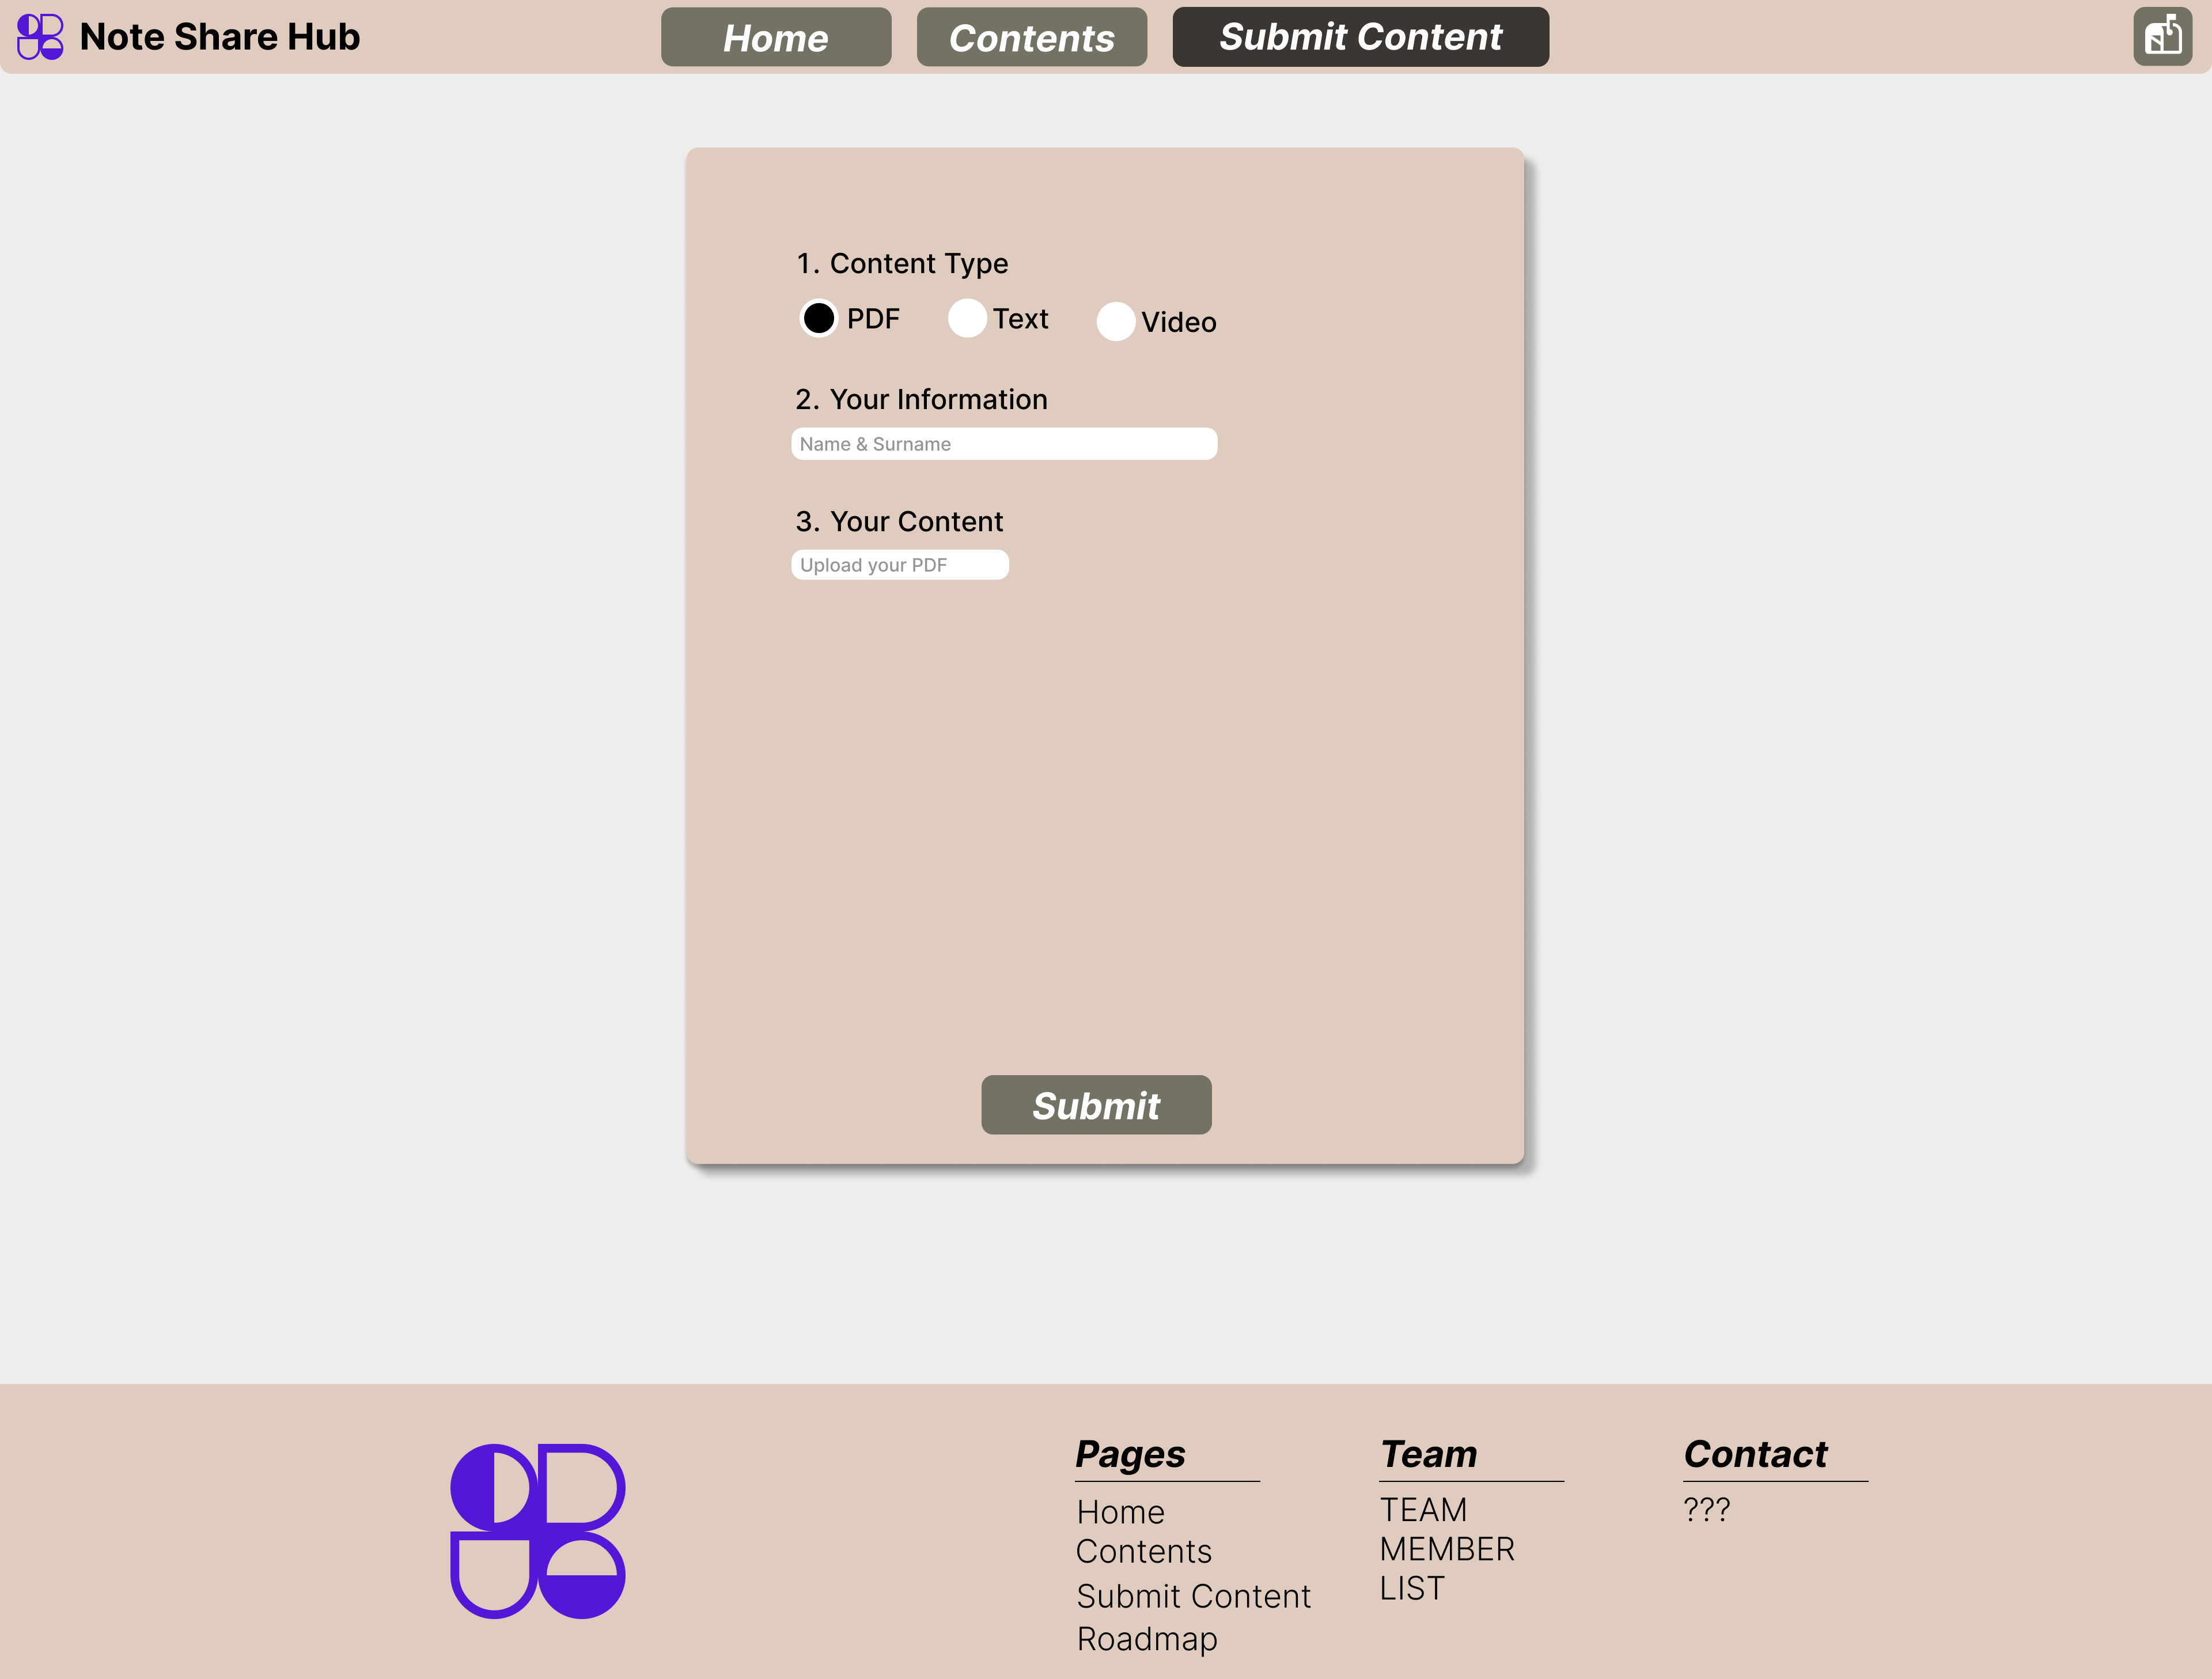 Note Share Hub
Home
Contents
Submit Content
1. Content Type
PDF
Text
Video
2. Your Information
Name & Surname
3. Your Content
Upload your PDF
Submit
Pages
Home
Contents
Submit Content
Roadmap
Team
TEAM
MEMBER
LIST
Contact
???